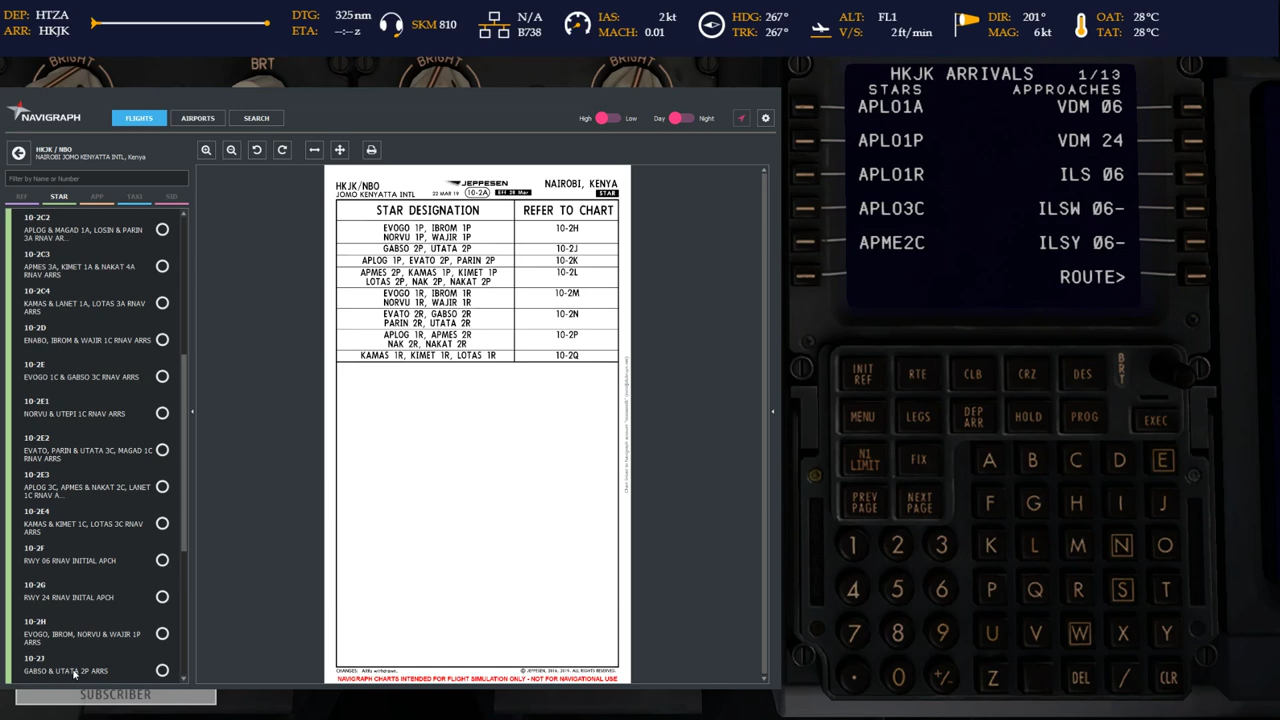 DEP: HTZA
ARR: HKJK
DTG: 325nm
ETA: --:-- z
SKM 810
N/A
B738
IAS: 2kt
MACH: 0.01
HDG: 267°
TRK: 267°
ALT: FL1
V/S: 2ft/min
DIR: 201°
MAG: 6kt
OAT: 28°C
TAT: 28°C
BRIGHT
BRT
BRIGHT
BRIGHT
NAVIGRAPH
FLIGHTS
AIRPORTS
SEARCH
High
Low
Day
Night
HKJK / NBO
NAIROBI JOMO KENYATTA INTL, Kenya
Filter by Name or Number
REF
STAR
APP
TAXI
SID
10-2C2
APLOG & MAGAD 1A, LOSIN & PARIN
3A RNAV AR...
10-2C3
APMES 3A, KIMET 1A & NAKAT 4A
RNAV ARRS
10-2C4
KAMAS & LANET 1A, LOTAS 3A RNAV
ARRS
10-2D
ENABO, IBROM & WAJIR 1C RNAV ARRS
10-2E
EVOGO 1C & GABSO 3C RNAV ARRS
10-2E1
NORVU & UTEPI 1C RNAV ARRS
10-2E2
EVATO, PARIN & UTATA 3C, MAGAD 1C
RNAV ARRS
10-2E3
APLOG 3C, APMES & NAKAT 2C, LANET
1C RNAV A...
10-2E4
KAMAS & KIMET 1C, LOTAS 3C RNAV
ARRS
10-2F
RWY 06 RNAV INITIAL APCH
10-2G
RWY 24 RNAV INITAL APCH
10-2H
EVOGO, IBROM, NORVU & WAJIR 1P
ARRS
10-2J
GABSO & UTATA 2P ARRS
SUBSCRIBER
HKJK/NBO
JOMO KENYATTA INTL
JEPPESEN
22 MAR 19
10-2A
Eff 28 Mar
NAIROBI, KENYA
STAR
STAR DESIGNATION
REFER TO CHART
EVOGO 1P, IBROM 1P
NORVU 1P, WAJIR 1P
10-2H
GABSO 2P, UTATA 2P
10-2J
APLOG 1P, EVATO 2P, PARIN 2P
10-2K
APMES 2P, KAMAS 1P, KIMET 1P
LOTAS 2P, NAK 2P, NAKAT 2P
10-2L
EVOGO 1R, IBROM 1R
NORVU 1R, WAJIR 1R
10-2M
EVATO 2R, GABSO 2R
PARIN 2R, UTATA 2R
10-2N
APLOG 1R, APMES 2R
NAK 2R, NAKAT 2R
10-2P
KAMAS 1R, KIMET 1R, LOTAS 1R
10-2Q
CHANGES: AIRs withdrawn.
© JEPPESEN, 2016, 2019. ALL RIGHTS RESERVED.
NAVIGRAPH CHARTS INTENDED FOR FLIGHT SIMULATION ONLY - NOT FOR NAVIGATIONAL USE
HKJK ARRIVALS 1/13
STARS APPROACHES
APLO1A VDM 06
APLO1P VDM 24
APLO1R ILS 06
APLO3C ILSW 06-
APME2C ILSY 06-
ROUTE>
INIT
REF
RTE
CLB
CRZ
DES
BRT
MENU
LEGS
DEP
ARR
HOLD
PROG
EXEC
N1
LIMIT
FIX
A
B
C
D
E
PREV
PAGE
NEXT
PAGE
F
G
H
I
J
1
2
3
K
L
M
N
O
4
5
6
P
Q
R
S
T
7
8
9
U
V
W
X
Y
.
0
+/-
Z
DEL
/
CLR